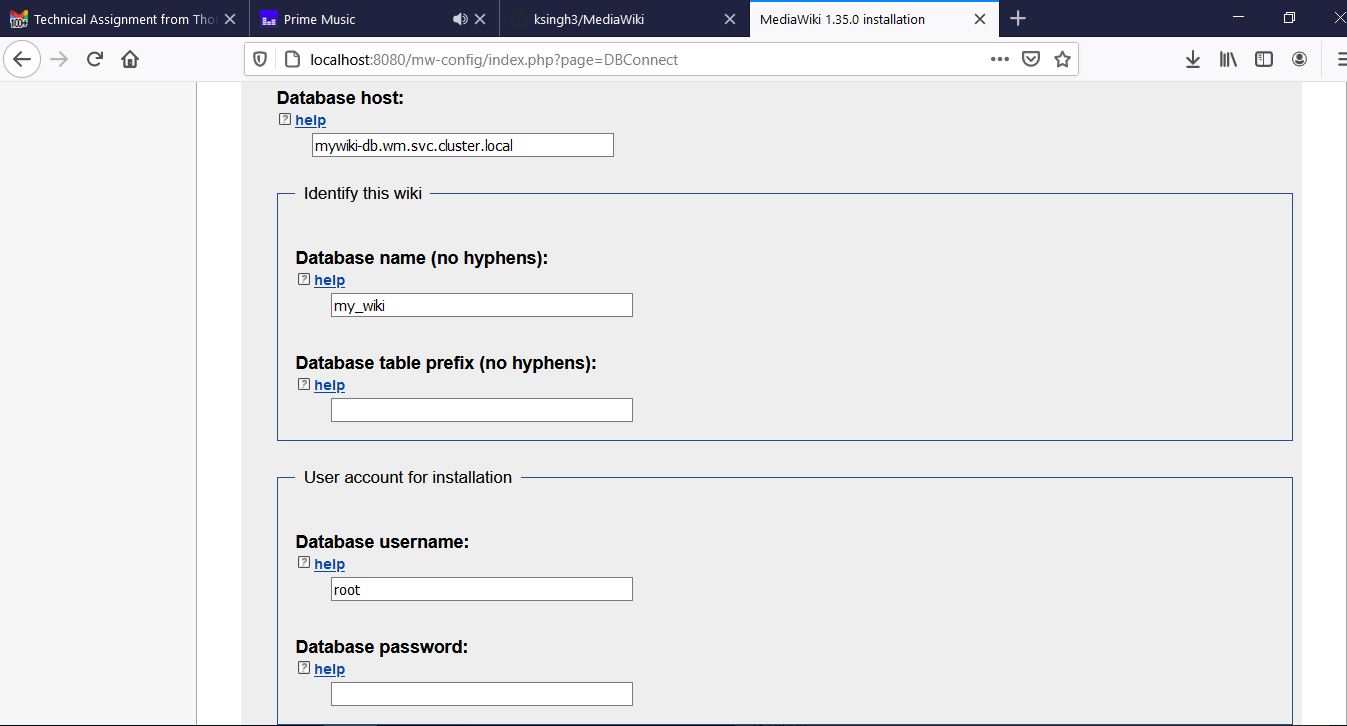 Technical Assignment from Tho
Prime Music
ksingh3/MediaWiki
MediaWiki 1.35.0 installation
localhost:8080/mw-config/index.php?page=DBConnect
Database host:
? help
mywiki-db.wm.svc.cluster.local
Identify this wiki
Database name (no hyphens):
? help
my_wiki
Database table prefix (no hyphens):
? help
User account for installation
Database username:
? help
root
Database password:
? help